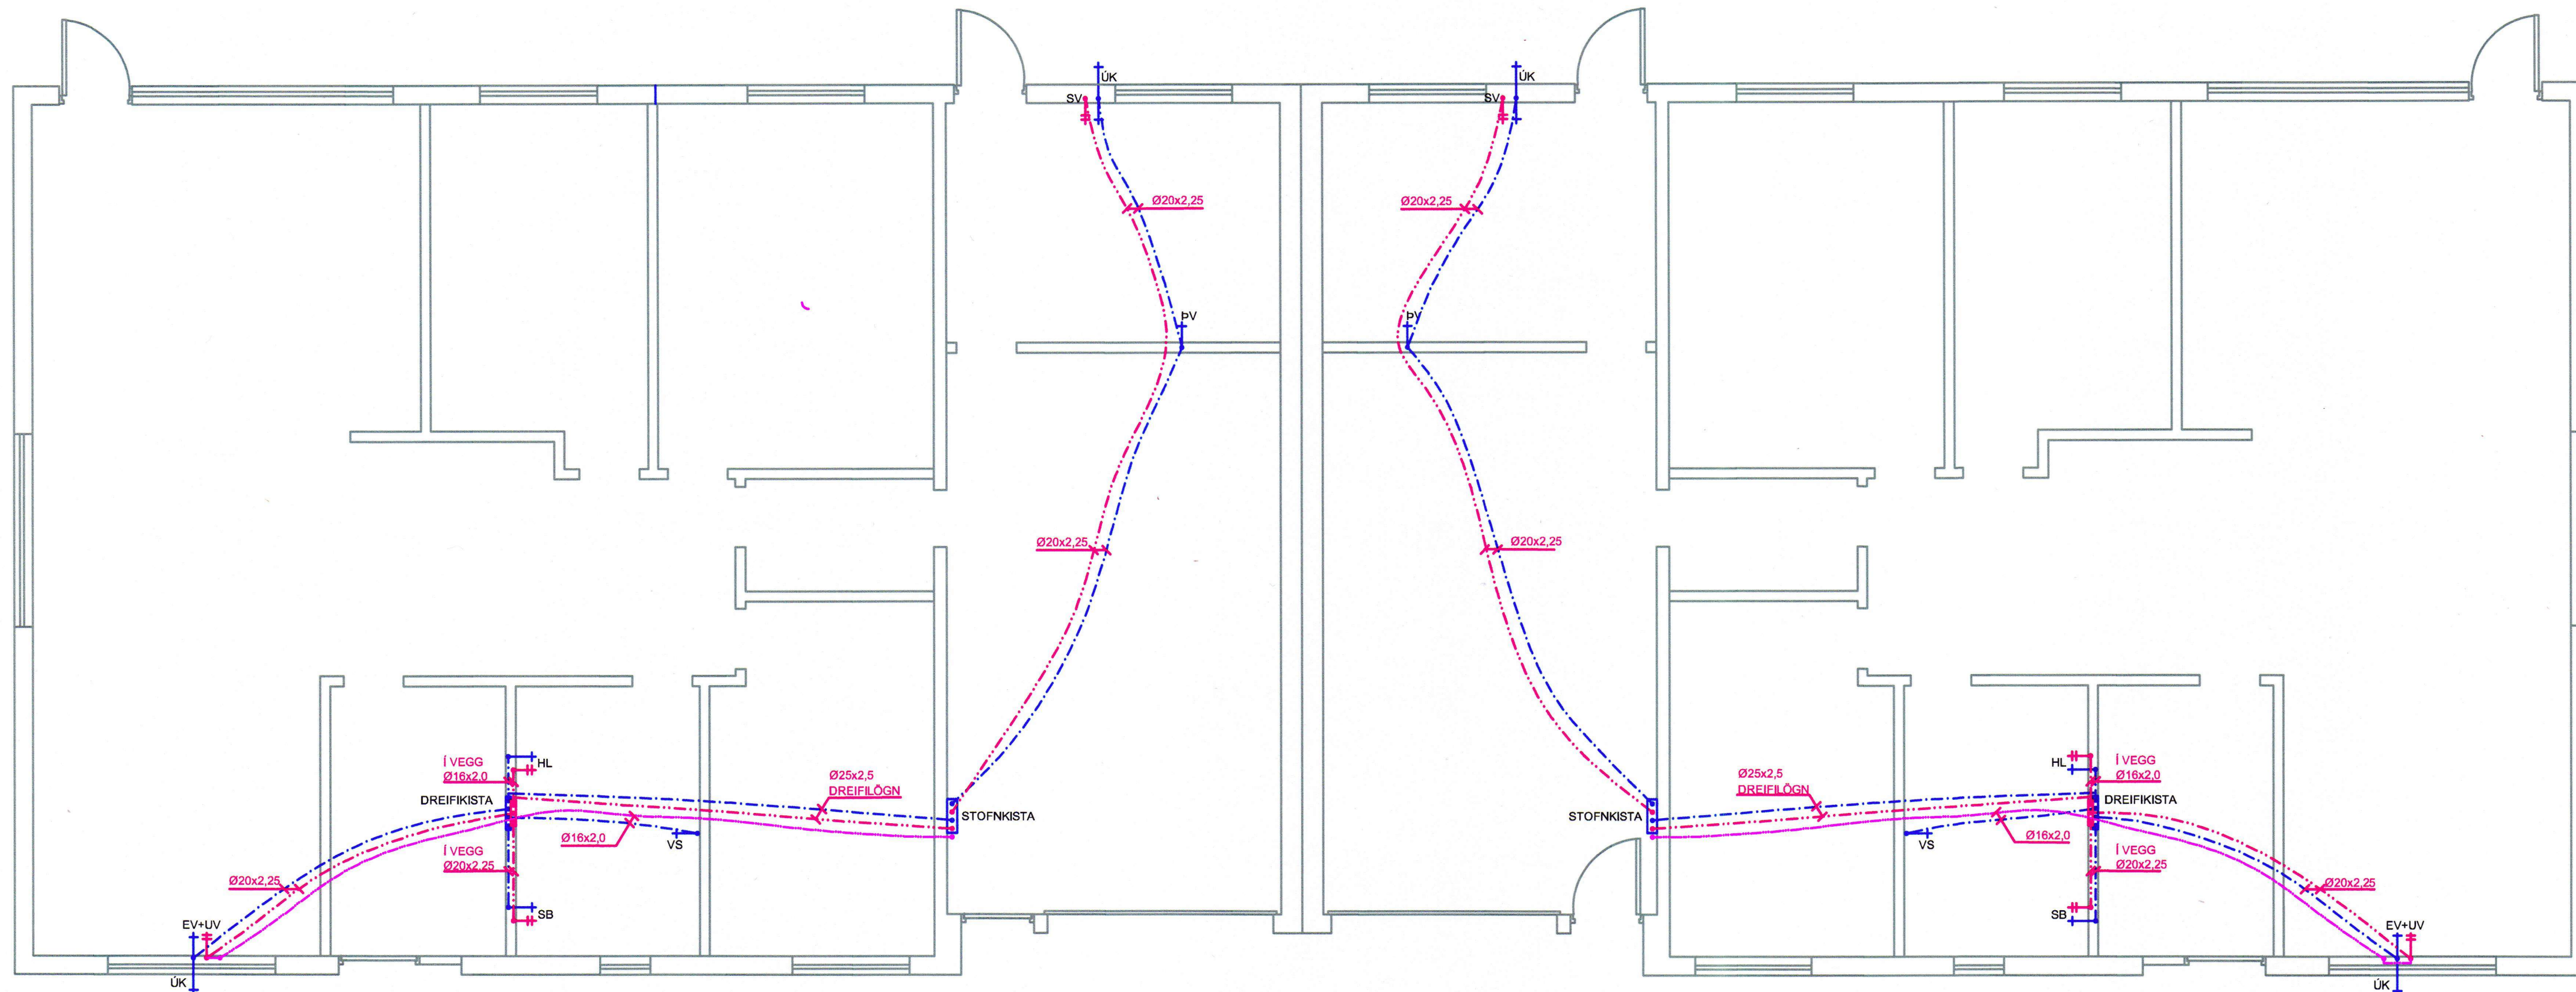 ÚK
ÚK
SV
SV
Ø20x2,25
Ø20x2,25
ÞV
ÞV
Ø20x2,25
Ø20x2,25
Í VEGG
Ø16x2,0
HL
DREIFIKISTA
Ø25x2,5
DREIFILÖGN
STOFNKISTA
Ø16x2,0
VS
Í VEGG
Ø20x2,25
Ø20x2,25
SB
EV+UV
ÚK
Ø25x2,5
DREIFILÖGN
STOFNKISTA
HL
Í VEGG
Ø16x2,0
DREIFIKISTA
VS
Ø16x2,0
Í VEGG
Ø20x2,25
Ø20x2,25
SB
EV+UV
ÚK